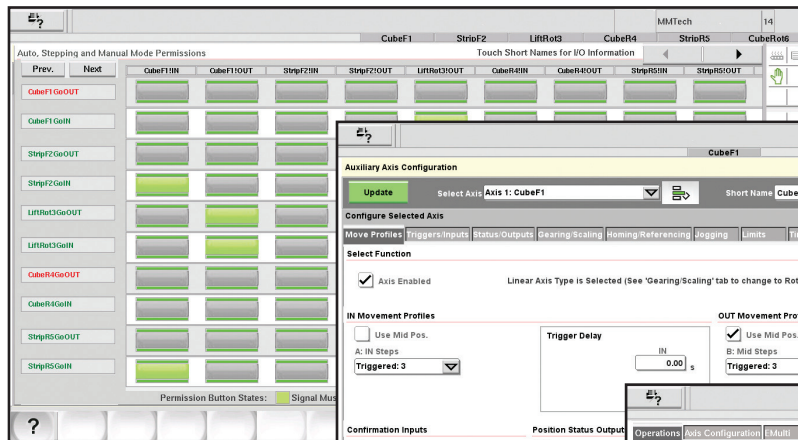 MMTech 14
CubeF1 StripF2 LiftRot3 CubeR4 StripR5 CubeRot6
Auto, Stepping and Manual Mode Permissions Touch Short Names for I/O Information
Prev. Next CubeF1!IN CubeF1!OUT StripF2!IN StripF2!OUT LiftRot3!OUT CubeR4!IN CubeR4!OUT StripR5!IN StripR5!OUT
CubeF1GoOUT
CubeF1GoIN
StripF2GoOUT
StripF2GoIN
LiftRot3GoOUT
LiftRot3GoIN
CubeR4GoOUT
CubeR4GoIN
StripR5GoOUT
StripR5GoIN
Permission Button States: Signal Mus
?
CubeF1
Auxiliary Axis Configuration
Update Select Axis Axis 1: CubeF1 Short Name Cube
Configure Selected Axis
Move Profiles Triggers/Inputs Status/Outputs Gearing/Scaling Homing/Referencing Jogging Limits Ti
Select Function
Axis Enabled Linear Axis Type is Selected (See 'Gearing/Scaling' tab to change to Rot
IN Movement Profiles OUT Movement Prof
Use Mid Pos. Trigger Delay Use Mid Pos.
A: IN Steps IN B: Mid Steps
Triggered: 3 0.00 s Triggered: 3
Confirmation Inputs Position Status Output
Operations Axis Configuration EMulti